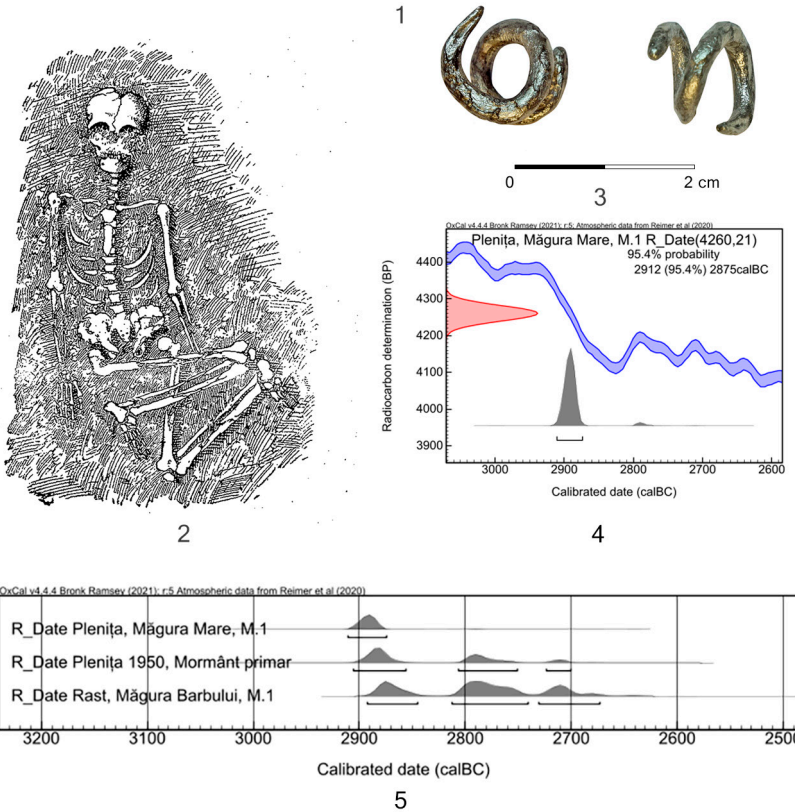 1
0 2 cm
3
OxCal v4.4.4 Bronk Ramsey (2021); r:5; Atmospheric data from Reimer et al (2020)
Plenița, Măgura Mare, M.1 R_Date(4260,21)
95.4% probability
2912 (95.4%) 2875calBC
Radiocarbon determination (BP)
4400
4300
4200
4100
4000
3900
3000 2900 2800 2700 2600
Calibrated date (calBC)
2
4
OxCal v4.4.4 Bronk Ramsey (2021); r:5 Atmospheric data from Reimer et al (2020)
R_Date Plenița, Măgura Mare, M.1
R_Date Plenița 1950, Mormânt primar
R_Date Rast, Măgura Barbului, M.1
3200 3100 3000 2900 2800 2700 2600 2500
Calibrated date (calBC)
5